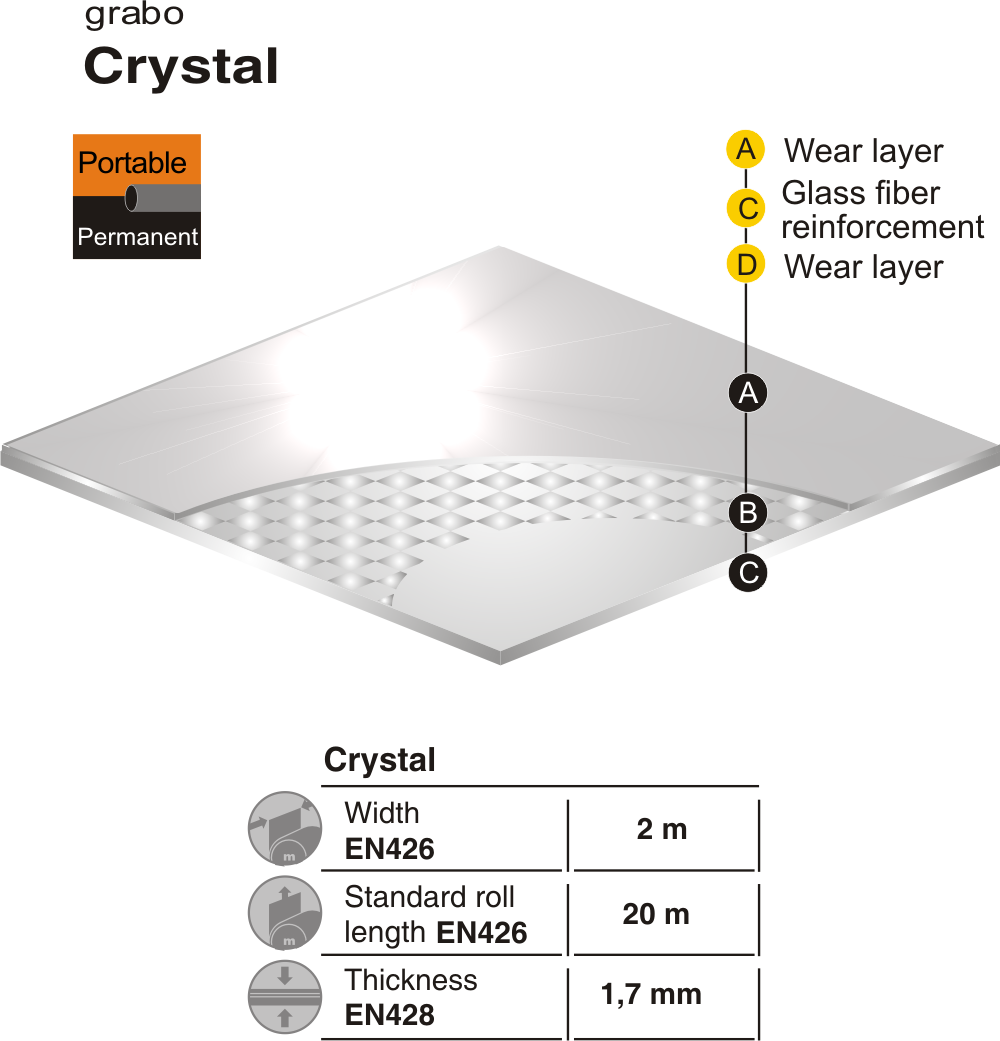 grabo
Crystal
Portable
Permanent
A Wear layer
C Glass fiber
reinforcement
D Wear layer
A
B
C
Crystal
Width
EN426
2 m
m
Standard roll
length EN426
20 m
m
Thickness
EN428
1,7 mm